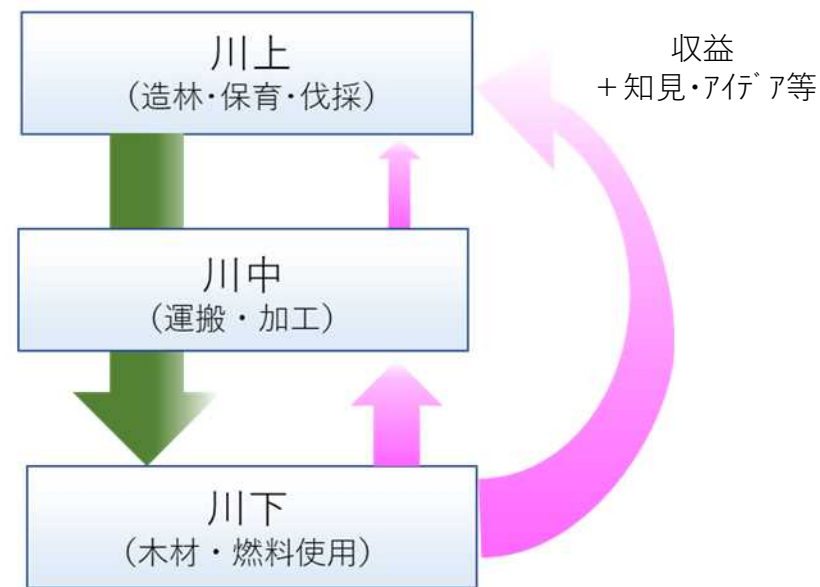 川上
（造林･保育･伐採）
収益
＋知見･ｱｲﾃﾞｱ等
川中
（運搬・加工）
川下
（木材・燃料使用）